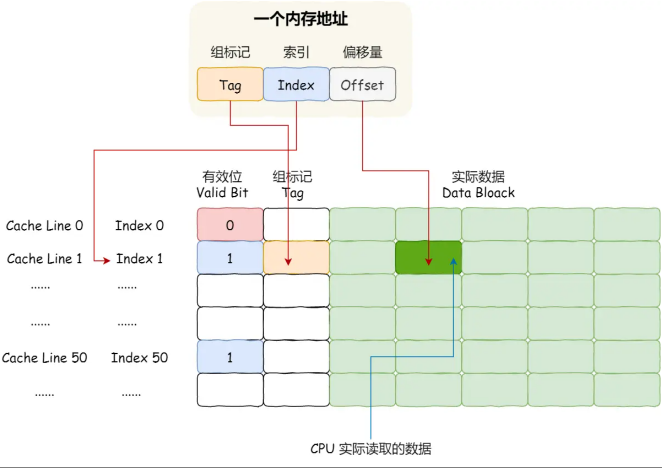 一个内存地址
组标记 索引 偏移量
Tag Index Offset
有效位 组标记 实际数据
Valid Bit Tag Data Bloack
Cache Line 0 Index 0 0
Cache Line 1 Index 1 1
...... ......
...... ......
Cache Line 50 Index 50 1
...... ......
CPU 实际读取的数据